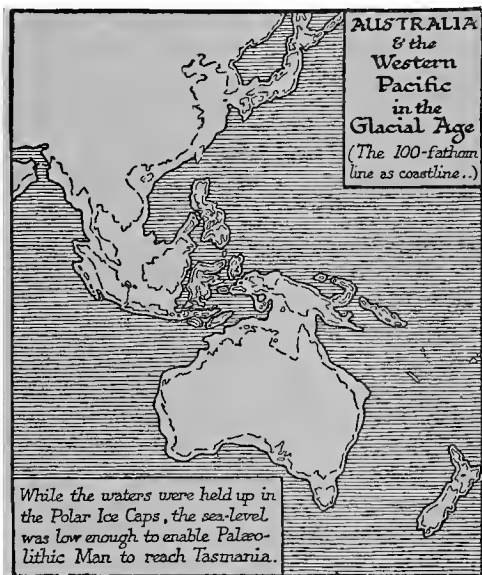 AUSTRALIA
& the
Western
Pacific
in the
Glacial Age
(The 100-fathom
line as coastline..)
While the waters were held up in
the Polar Ice Caps, the sea-level
was low enough to enable Palæo-
lithic Man to reach Tasmania.